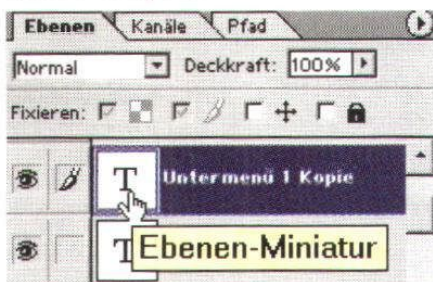 Ebenen Kanäle Pfad
Normal Deckkraft: 100%
Fixieren:
T Untermenü 1 Kopie
T Ebenen-Miniatur